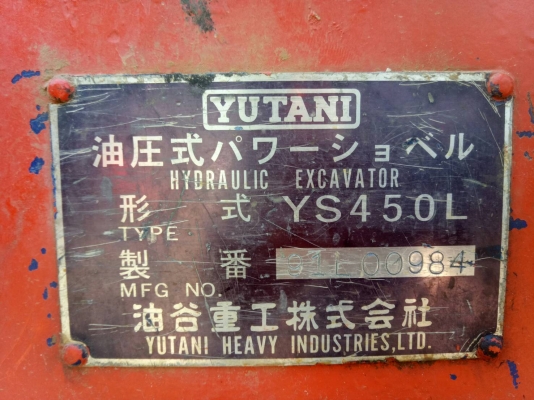 YUTANI
油圧式パワーショベル
HYDRAULIC EXCAVATOR
形 式 YS450L
TYPE
製 番
MFG NO.
油谷重工株式会社
YUTANI HEAVY INDUSTRIES,LTD.